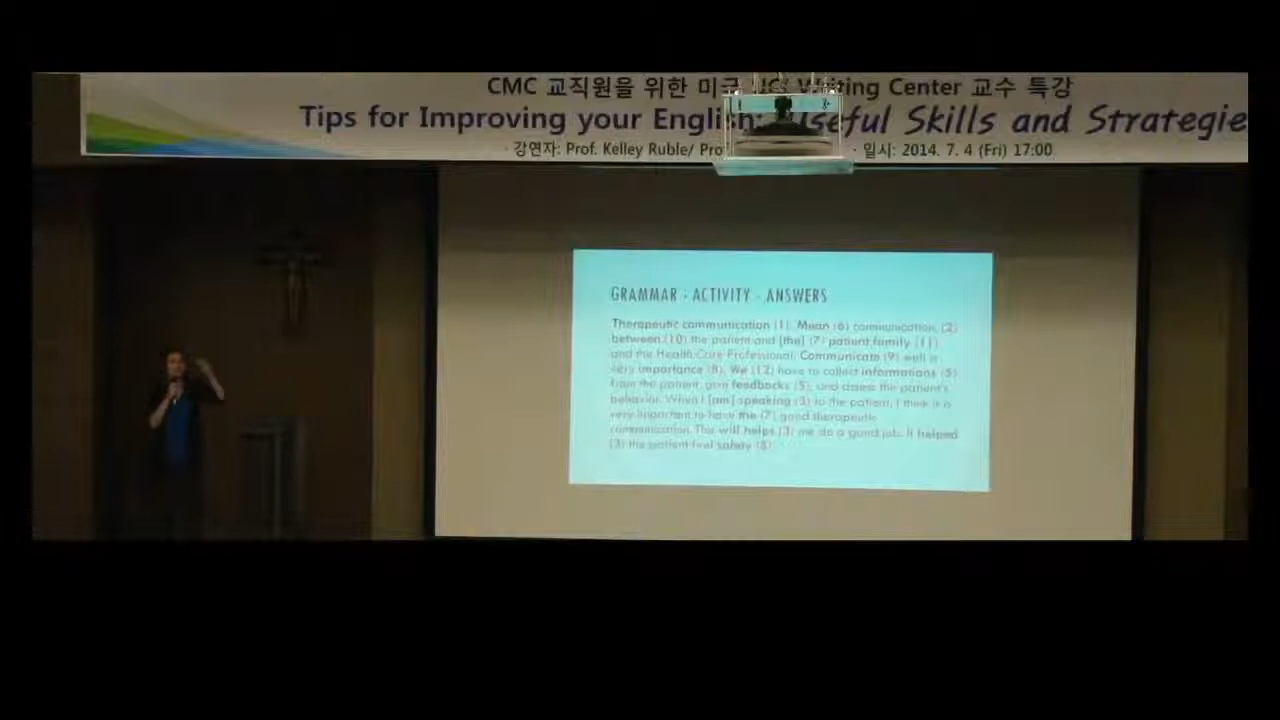 CMC 교직원을 위한 미국 UCI Writing Center 교수 특강
Tips for Improving your English: Useful Skills and Strategie
· 강연자: Prof. Kelley Ruble/ Pro · 일시: 2014. 7. 4 (Fri) 17:00
GRAMMAR - ACTIVITY - ANSWERS
Therapeutic communication (1). Mean (6) communication, (2)
between (10) the patient and [the] (7) patient family (11)
and the Health Care Professional. Communicate (9) well is
very importance (8). We (12) have to collect informations (5)
from the patient, give feedbacks (5), and assess the patient's
behavior. When I [am] speaking (3) to the patient, I think it is
very important to have the (7) good therapeutic
communication. This will helps (3) me do a good job. It helped
(3) the patient feel safety (8).